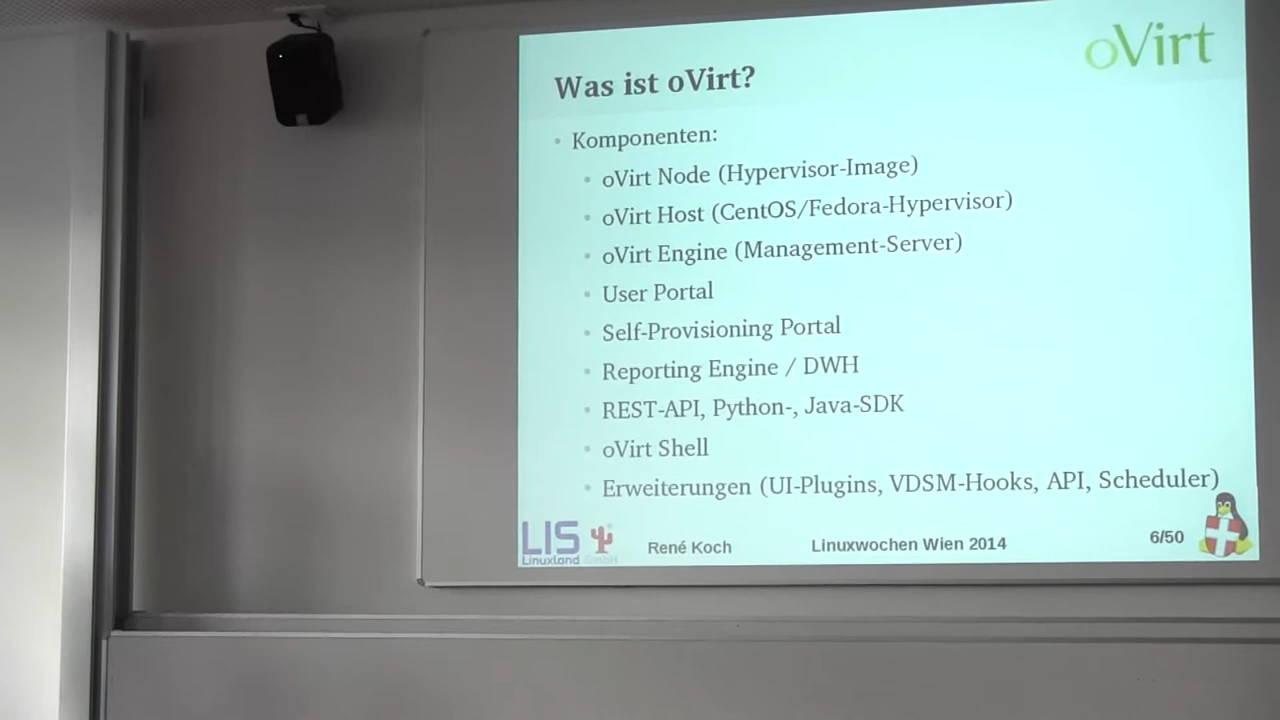 oVirt
Was ist oVirt?
Komponenten:
oVirt Node (Hypervisor-Image)
oVirt Host (CentOS/Fedora-Hypervisor)
oVirt Engine (Management-Server)
User Portal
Self-Provisioning Portal
Reporting Engine / DWH
REST-API, Python-, Java-SDK
oVirt Shell
Erweiterungen (UI-Plugins, VDSM-Hooks, API, Scheduler)
LIS
Linuxland GmbH
René Koch
Linuxwochen Wien 2014
6/50